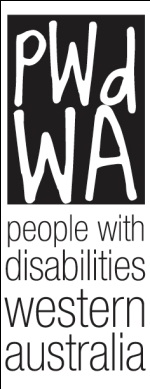 PWd
WA
people with
disabilities
western
australia